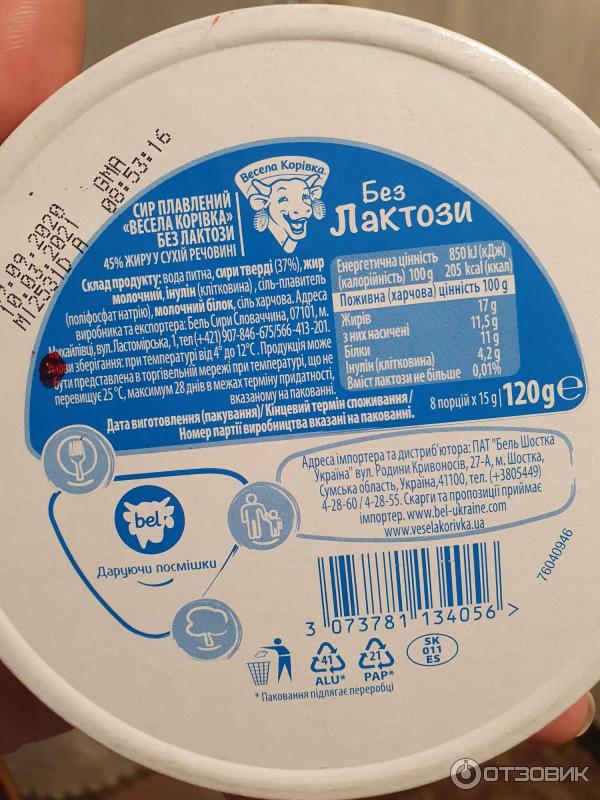 10.03.2021 GMA
08:53:16
Весела Корівка
СИР ПЛАВЛЕНИЙ
«ВЕСЕЛА КОРІВКА»
БЕЗ ЛАКТОЗИ
45% ЖИРУ У СУХІЙ РЕЧОВИНІ
Без
Лактози
Склад продукту: вода питна, сири тверді (37%), жир
молочний, інулін (клітковина), сіль-плавитель
(поліфосфат натрію), молочний білок, сіль харчова. Адреса
виробника та експортера: Бель Сири Словаччина, 07101, м.
Михайлівці, вул. Ластомірська, 1, тел (+421) 907-846-675/566-413-201.
Умови зберігання: при температурі від 4° до 12°С. Продукція може
бути представлена в торгівельній мережі при температурі, що не
перевищує 25 °С, максимум 28 днів в межах терміну придатності,
вказаному на пакованні.
Дата виготовлення (пакування)/ Кінцевий термін споживання /
Номер партії виробництва вказані на пакованні.
Енергетична цінність 850 kJ (кДж)
(калорійність) 100 g 205 kcal (ккал)
Поживна (харчова) цінність 100 g
Жирів 17 g
з них насичені 11,5 g
Білки 11 g
Інулін (клітковина) 4,2 g
Вміст лактози не більше 0,01%
8 порцій х 15 g 120g e
Адреса імпортера та дистриб'ютора: ПАТ "Бель Шостка
Україна" вул. Родини Кривоносів, 27-А, м. Шостка,
Сумська область, Україна, 41100, тел. (+3805449)
4-28-60 / 4-28-55. Скарги та пропозиції приймає
імпортер. www.bel-ukraine.com
www.veselakorivka.ua
bel
Даруючи посмішки
76040946
3 073781 134056 >
41
ALU*
21
PAP*
SK
011
ES
* Паковання підлягає переробці
ОТЗОВИК